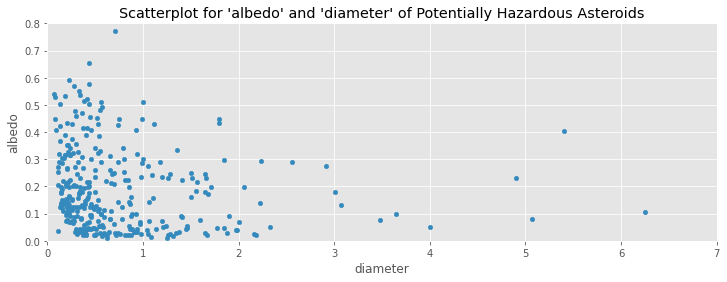 Scatterplot for 'albedo' and 'diameter' of Potentially Hazardous Asteroids
0.8
0.7
0.6
0.5
0.4
0.3
0.2
0.1
0.0
albedo
0 1 2 3 4 5 6 7
diameter